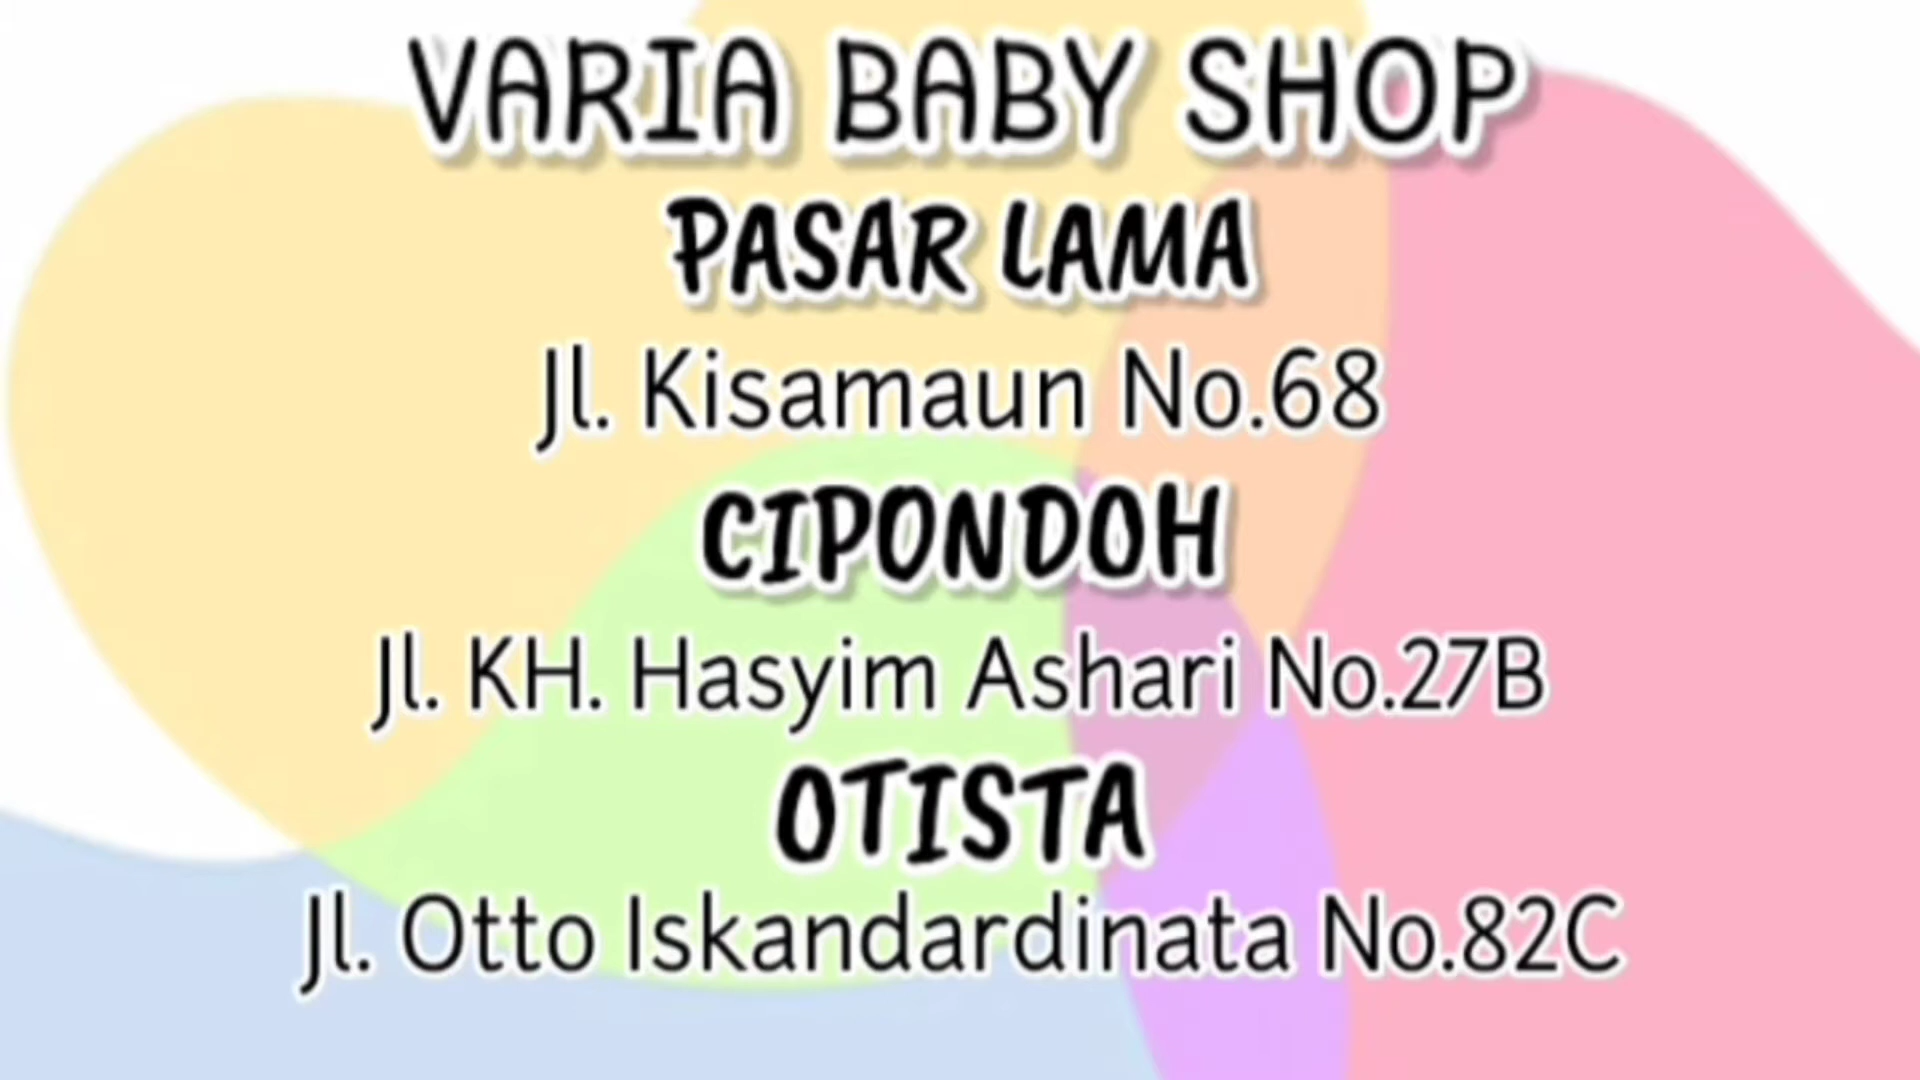 VARIA BABY SHOP
PASAR LAMA
Jl. Kisamaun No.68
CIPONDOH
Jl. KH. Hasyim Ashari No.27B
OTISTA
Jl. Otto Iskandardinata No.82C